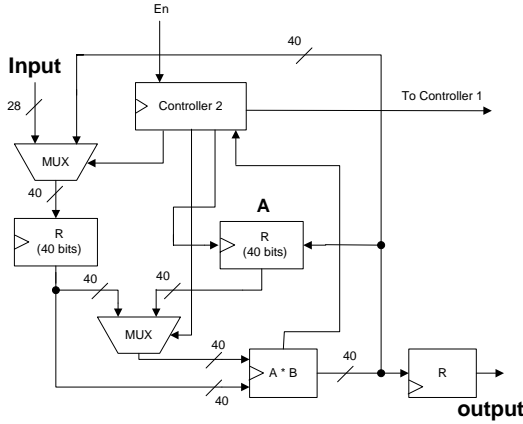 En
40
Input
28
Controller 2
To Controller 1
MUX
40
A
R
(40 bits)
R
(40 bits)
40
40
MUX
40
40
A * B
40
R
output